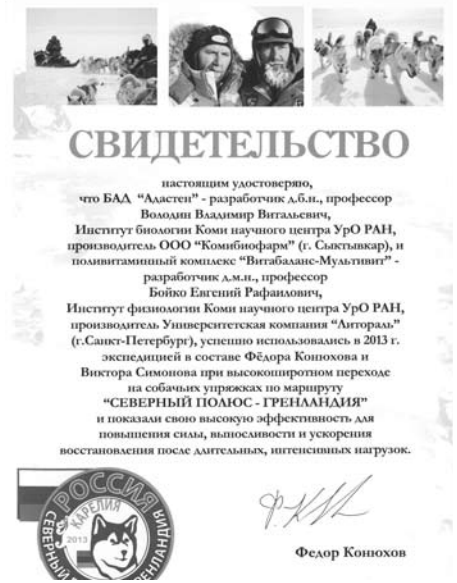 СВИДЕТЕЛЬСТВО
настоящим удостоверяю,
что БАД "Адастен" - разработчик д.б.н., профессор
Володин Владимир Витальевич,
Институт биологии Коми научного центра УрО РАН,
производитель ООО "Комибиофарм" (г. Сыктывкар), и
поливитаминный комплекс "Витабаланс-Мультивит" -
разработчик д.м.н., профессор
Бойко Евгений Рафаилович,
Институт физиологии Коми научного центра УрО РАН,
производитель Университетская компания "Литораль"
(г.Санкт-Петербург), успешно использовались в 2013 г.
экспедицией в составе Фёдора Конюхова и
Виктора Симонова при высокоширотном переходе
на собачьих упряжках по маршруту
"СЕВЕРНЫЙ ПОЛЮС - ГРЕНЛАНДИЯ"
и показали свою высокую эффективность для
повышения силы, выносливости и ускорения
восстановления после длительных, интенсивных нагрузок.
РОССИЯ
КАРЕЛИЯ
2013
Федор Конюхов